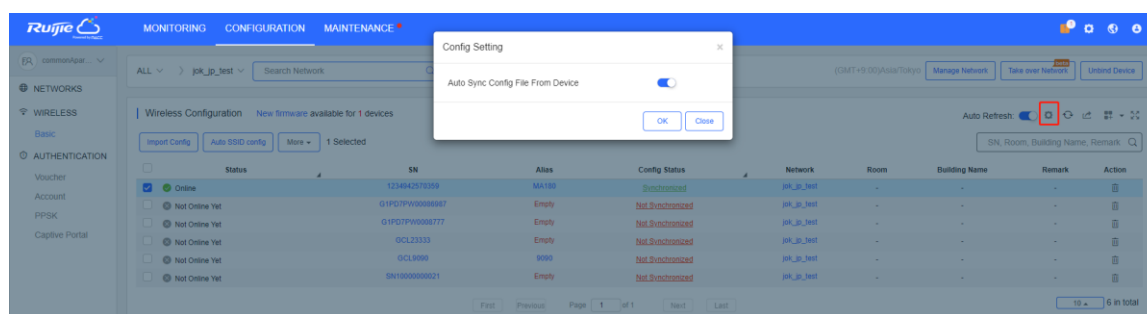 Ruijie MONITORING CONFIGURATION MAINTENANCE
Config Setting ×
commonApar... ALL jok_jp_test Search Network (GMT+9:00)Asia/Tokyo Manage Network Take over Network Unbind Device
Auto Sync Config File From Device
NETWORKS
WIRELESS Wireless Configuration New firmware available for 1 devices Auto Refresh:
OK Close
Basic Import Config Auto SSID config More 1 Selected SN, Room, Building Name, Remark
AUTHENTICATION
Voucher Status SN Alias Config Status Network Room Building Name Remark Action
Online 1234942570359 MA180 Synchronized jok_jp_test - - -
Account
Not Online Yet G1PD7PW00086987 Empty Not Synchronized jok_jp_test - - -
PPSK
Not Online Yet G1PD7PW0008777 Empty Not Synchronized jok_jp_test - - -
Captive Portal
Not Online Yet GCL23333 Empty Not Synchronized jok_jp_test - - -
Not Online Yet GCL9090 9090 Not Synchronized jok_jp_test - - -
Not Online Yet SN10000000021 Empty Not Synchronized jok_jp_test - - -
First Previous Page 1 of 1 Next Last 10 6 in total